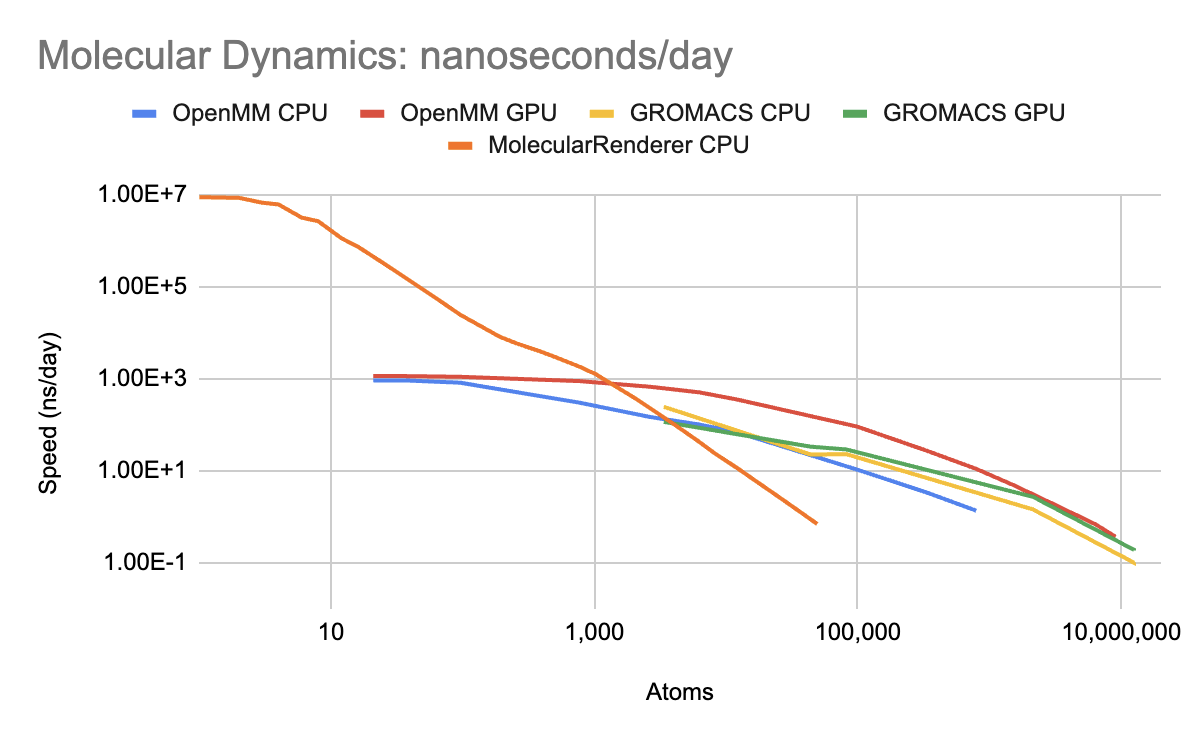 Molecular Dynamics: nanoseconds/day
OpenMM CPU OpenMM GPU GROMACS CPU GROMACS GPU
MolecularRenderer CPU
1.00E+7
1.00E+5
1.00E+3
1.00E+1
1.00E-1
Speed (ns/day)
10 1,000 100,000 10,000,000
Atoms